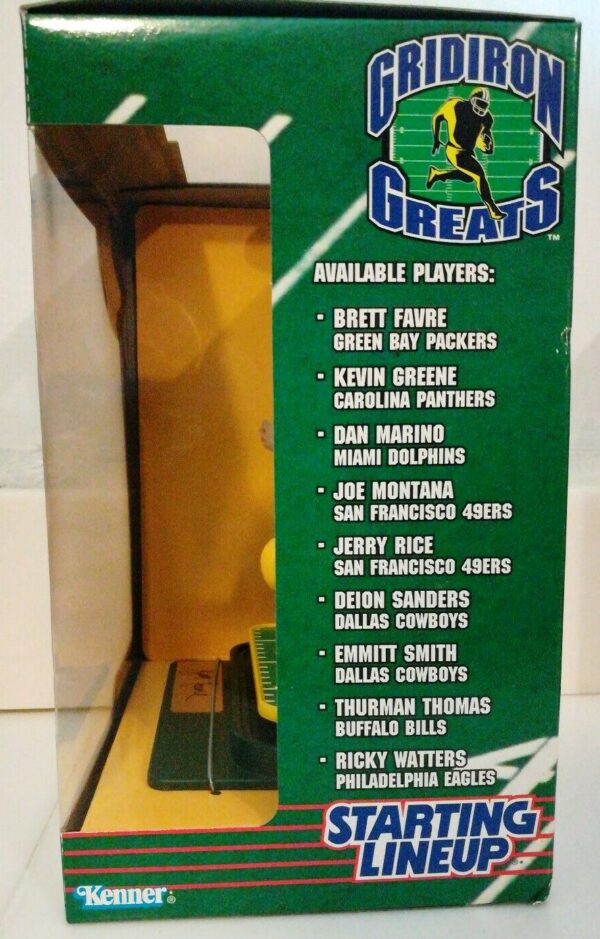 GRIDIRON
GREATS™
AVAILABLE PLAYERS:
· BRETT FAVRE
GREEN BAY PACKERS
· KEVIN GREENE
CAROLINA PANTHERS
· DAN MARINO
MIAMI DOLPHINS
· JOE MONTANA
SAN FRANCISCO 49ERS
· JERRY RICE
SAN FRANCISCO 49ERS
· DEION SANDERS
DALLAS COWBOYS
· EMMITT SMITH
DALLAS COWBOYS
· THURMAN THOMAS
BUFFALO BILLS
· RICKY WATTERS
PHILADELPHIA EAGLES
STARTING
LINEUP®.
Kenner®